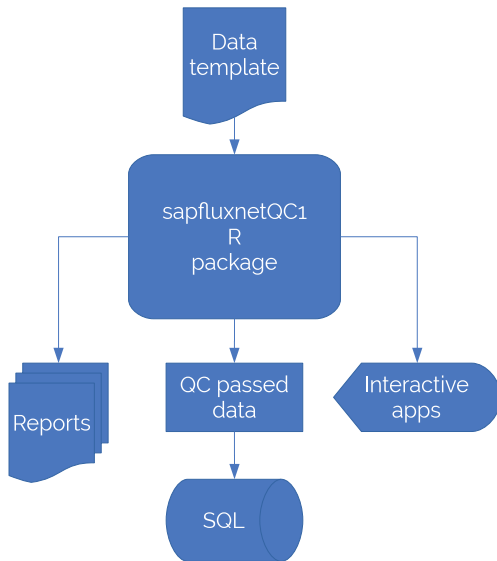 Data
template
sapfluxnetQC1
R
package
Reports
QC passed
data
Interactive
apps
SQL